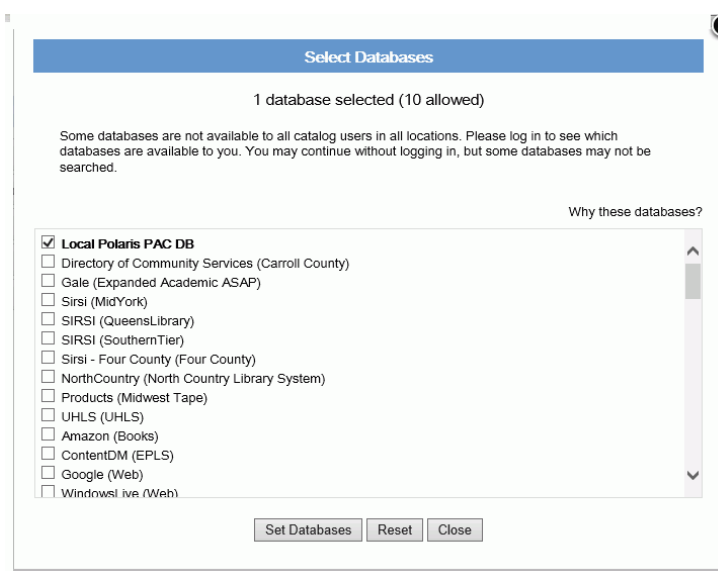 Select Databases
1 database selected (10 allowed)
Some databases are not available to all catalog users in all locations. Please log in to see which
databases are available to you. You may continue without logging in, but some databases may not be
searched.
Why these databases?
Local Polaris PAC DB
Directory of Community Services (Carroll County)
Gale (Expanded Academic ASAP)
Sirsi (MidYork)
SIRSI (QueensLibrary)
SIRSI (SouthernTier)
Sirsi - Four County (Four County)
NorthCountry (North Country Library System)
Products (Midwest Tape)
UHLS (UHLS)
Amazon (Books)
ContentDM (EPLS)
Google (Web)
WindowsLive (Web)
Set Databases Reset Close